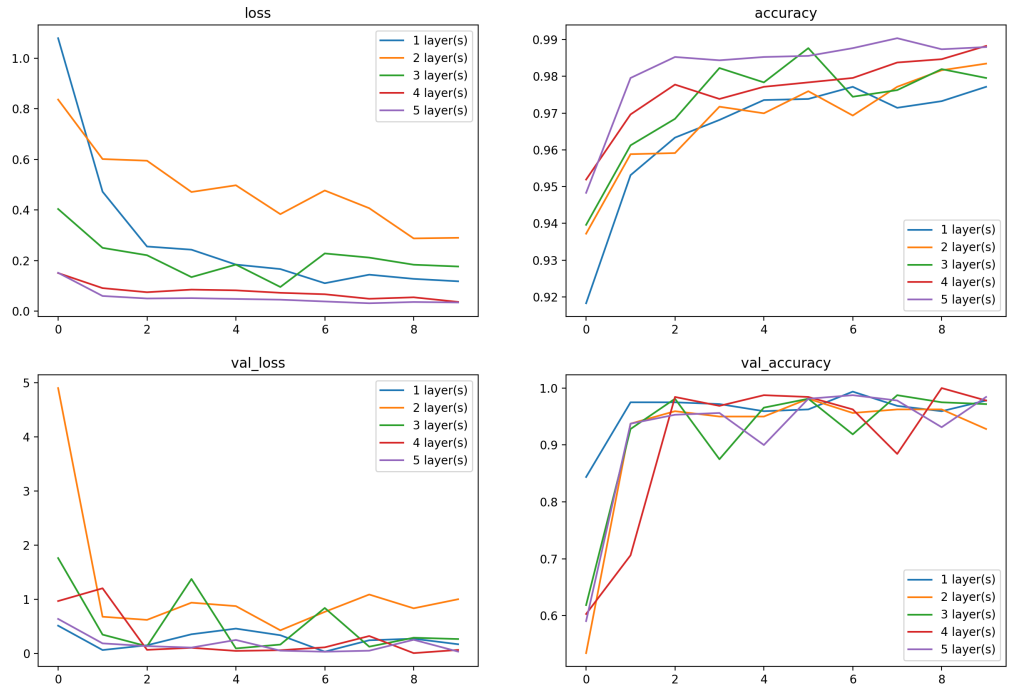 loss
1.0
0.8
0.6
0.4
0.2
0.0
0 2 4 6 8
1 layer(s)
2 layer(s)
3 layer(s)
4 layer(s)
5 layer(s)
accuracy
0.99
0.98
0.97
0.96
0.95
0.94
0.93
0.92
0 2 4 6 8
1 layer(s)
2 layer(s)
3 layer(s)
4 layer(s)
5 layer(s)
val_loss
5
4
3
2
1
0
0 2 4 6 8
1 layer(s)
2 layer(s)
3 layer(s)
4 layer(s)
5 layer(s)
val_accuracy
1.0
0.9
0.8
0.7
0.6
0 2 4 6 8
1 layer(s)
2 layer(s)
3 layer(s)
4 layer(s)
5 layer(s)